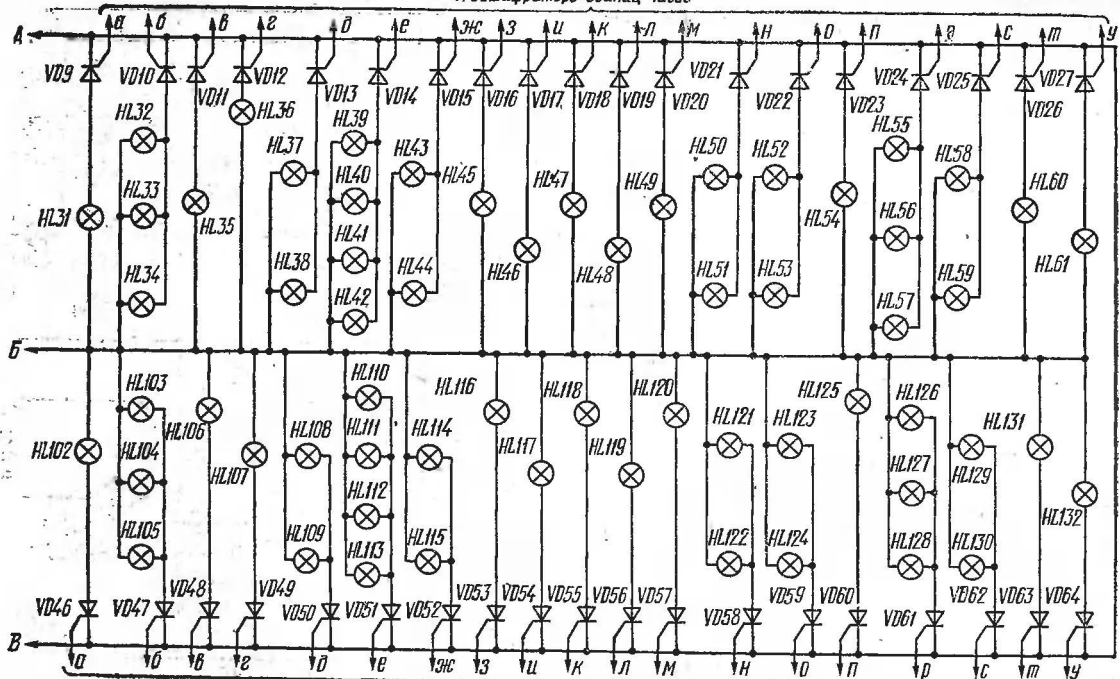 а б в г д е ж з и к л м н о п р с т у
А
VD9 VD10 VD11 VD12 VD13 VD14 VD15 VD16 VD17 VD18 VD19 VD20 VD21 VD22 VD23 VD24 VD25 VD26 VD27
HL32 HL36 HL39 HL55
HL37 HL43 HL50 HL52 HL58
HL33 HL40 HL45 HL47 HL49 HL54 HL60
HL31 HL35 HL41 HL56
HL34 HL38 HL44 HL46 HL48 HL51 HL53 HL59 HL61
HL42 HL57
Б
HL103 HL110 HL116 HL118 HL120 HL125 HL126
HL102 HL104 HL106 HL108 HL111 HL114 HL121 HL123 HL131
HL107 HL112 HL117 HL119 HL127 HL129
HL105 HL109 HL113 HL115 HL122 HL124 HL128 HL130 HL132
VD46 VD47 VD48 VD49 VD50 VD51 VD52 VD53 VD54 VD55 VD56 VD57 VD58 VD59 VD60 VD61 VD62 VD63 VD64
В
а б в г д е ж з и к л м н о п р с т у